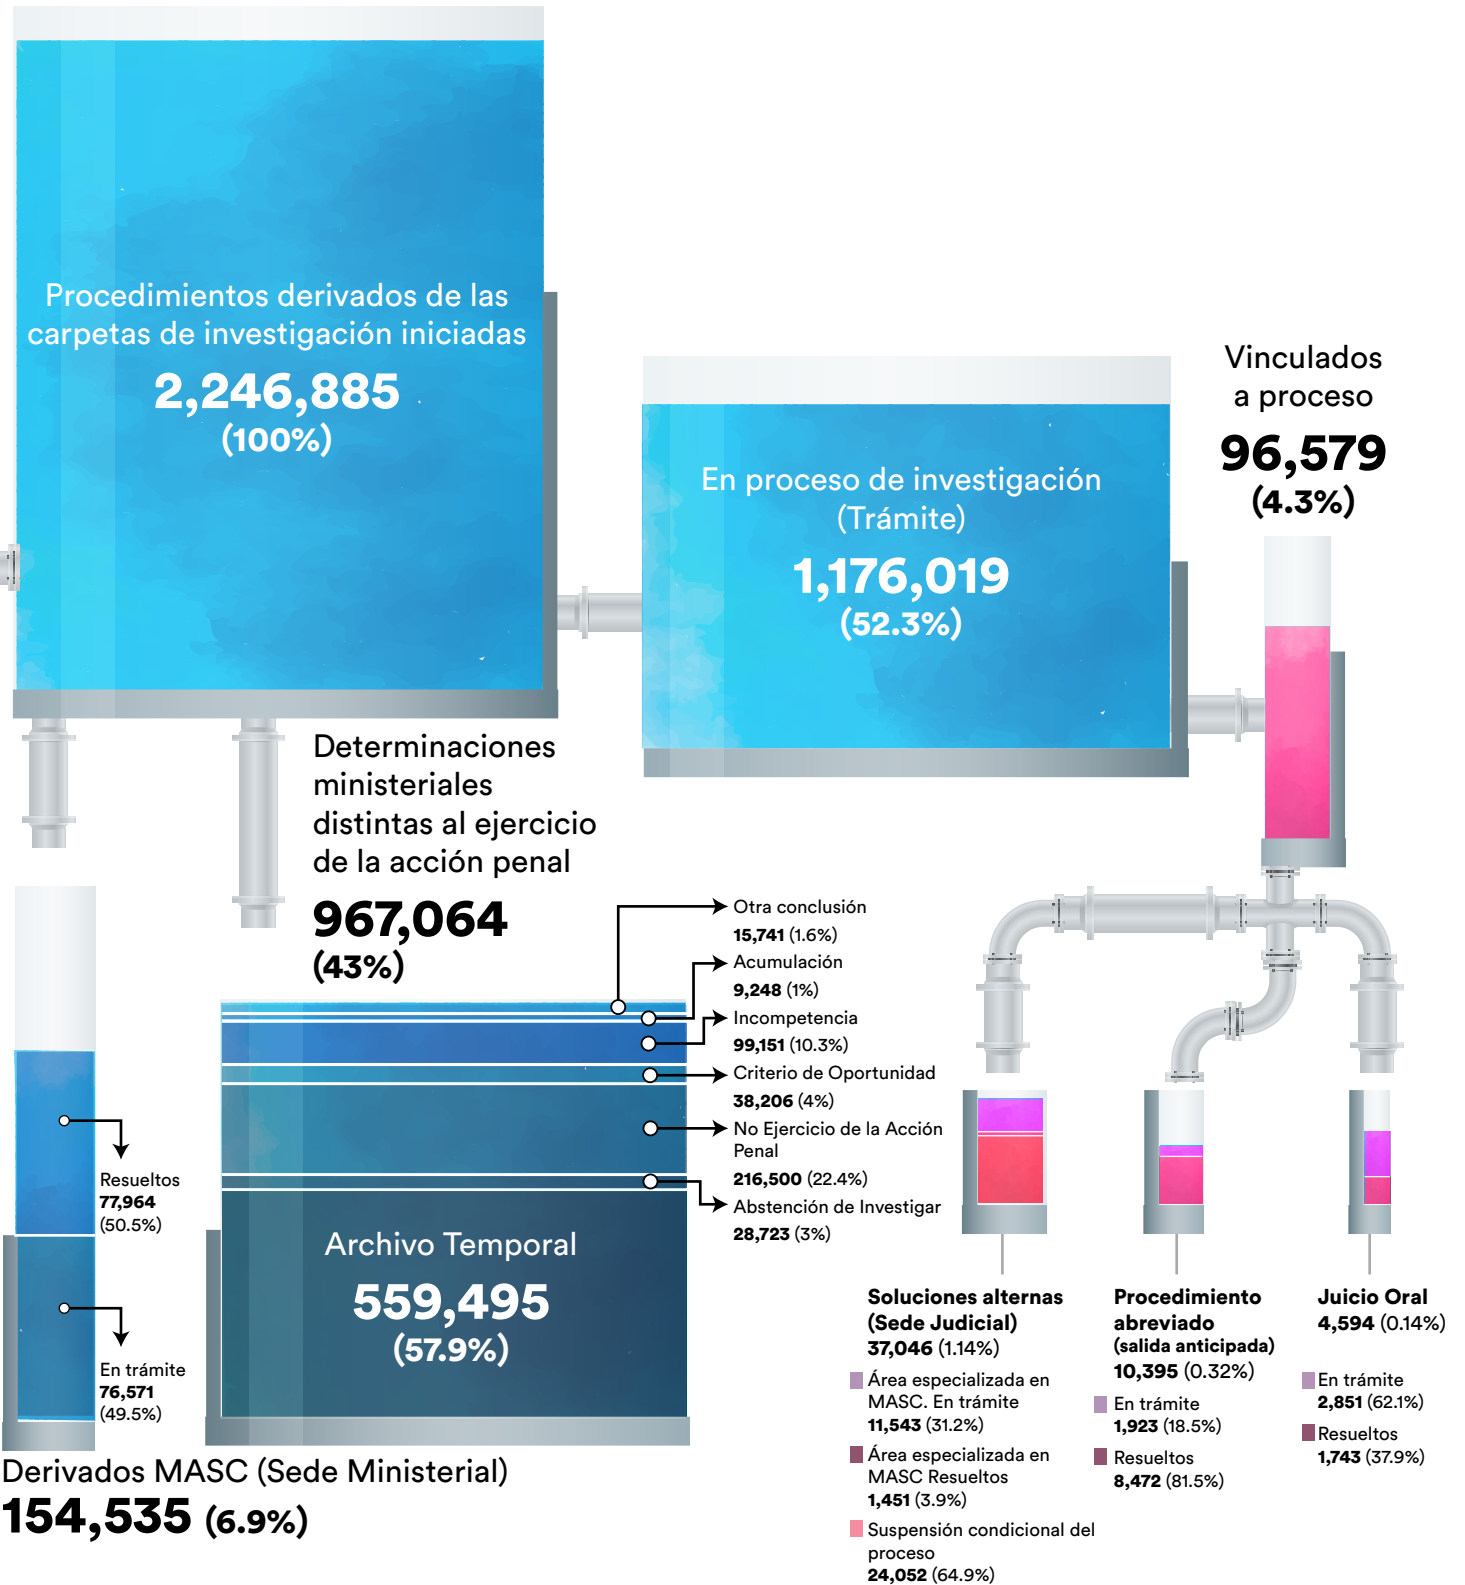 Procedimientos derivados de las
carpetas de investigación iniciadas
2,246,885
(100%)
En proceso de investigación
(Trámite)
1,176,019
(52.3%)
Vinculados
a proceso
96,579
(4.3%)
Determinaciones
ministeriales
distintas al ejercicio
de la acción penal
967,064
(43%)
Otra conclusión
15,741 (1.6%)
Acumulación
9,248 (1%)
Incompetencia
99,151 (10.3%)
Criterio de Oportunidad
38,206 (4%)
No Ejercicio de la Acción
Penal
216,500 (22.4%)
Abstención de Investigar
28,723 (3%)
Archivo Temporal
559,495
(57.9%)
Resueltos
77,964
(50.5%)
En trámite
76,571
(49.5%)
Derivados MASC (Sede Ministerial)
154,535 (6.9%)
Soluciones alternas
(Sede Judicial)
37,046 (1.14%)
Área especializada en
MASC. En trámite
11,543 (31.2%)
Área especializada en
MASC Resueltos
1,451 (3.9%)
Suspensión condicional del
proceso
24,052 (64.9%)
Procedimiento
abreviado
(salida anticipada)
10,395 (0.32%)
En trámite
1,923 (18.5%)
Resueltos
8,472 (81.5%)
Juicio Oral
4,594 (0.14%)
En trámite
2,851 (62.1%)
Resueltos
1,743 (37.9%)